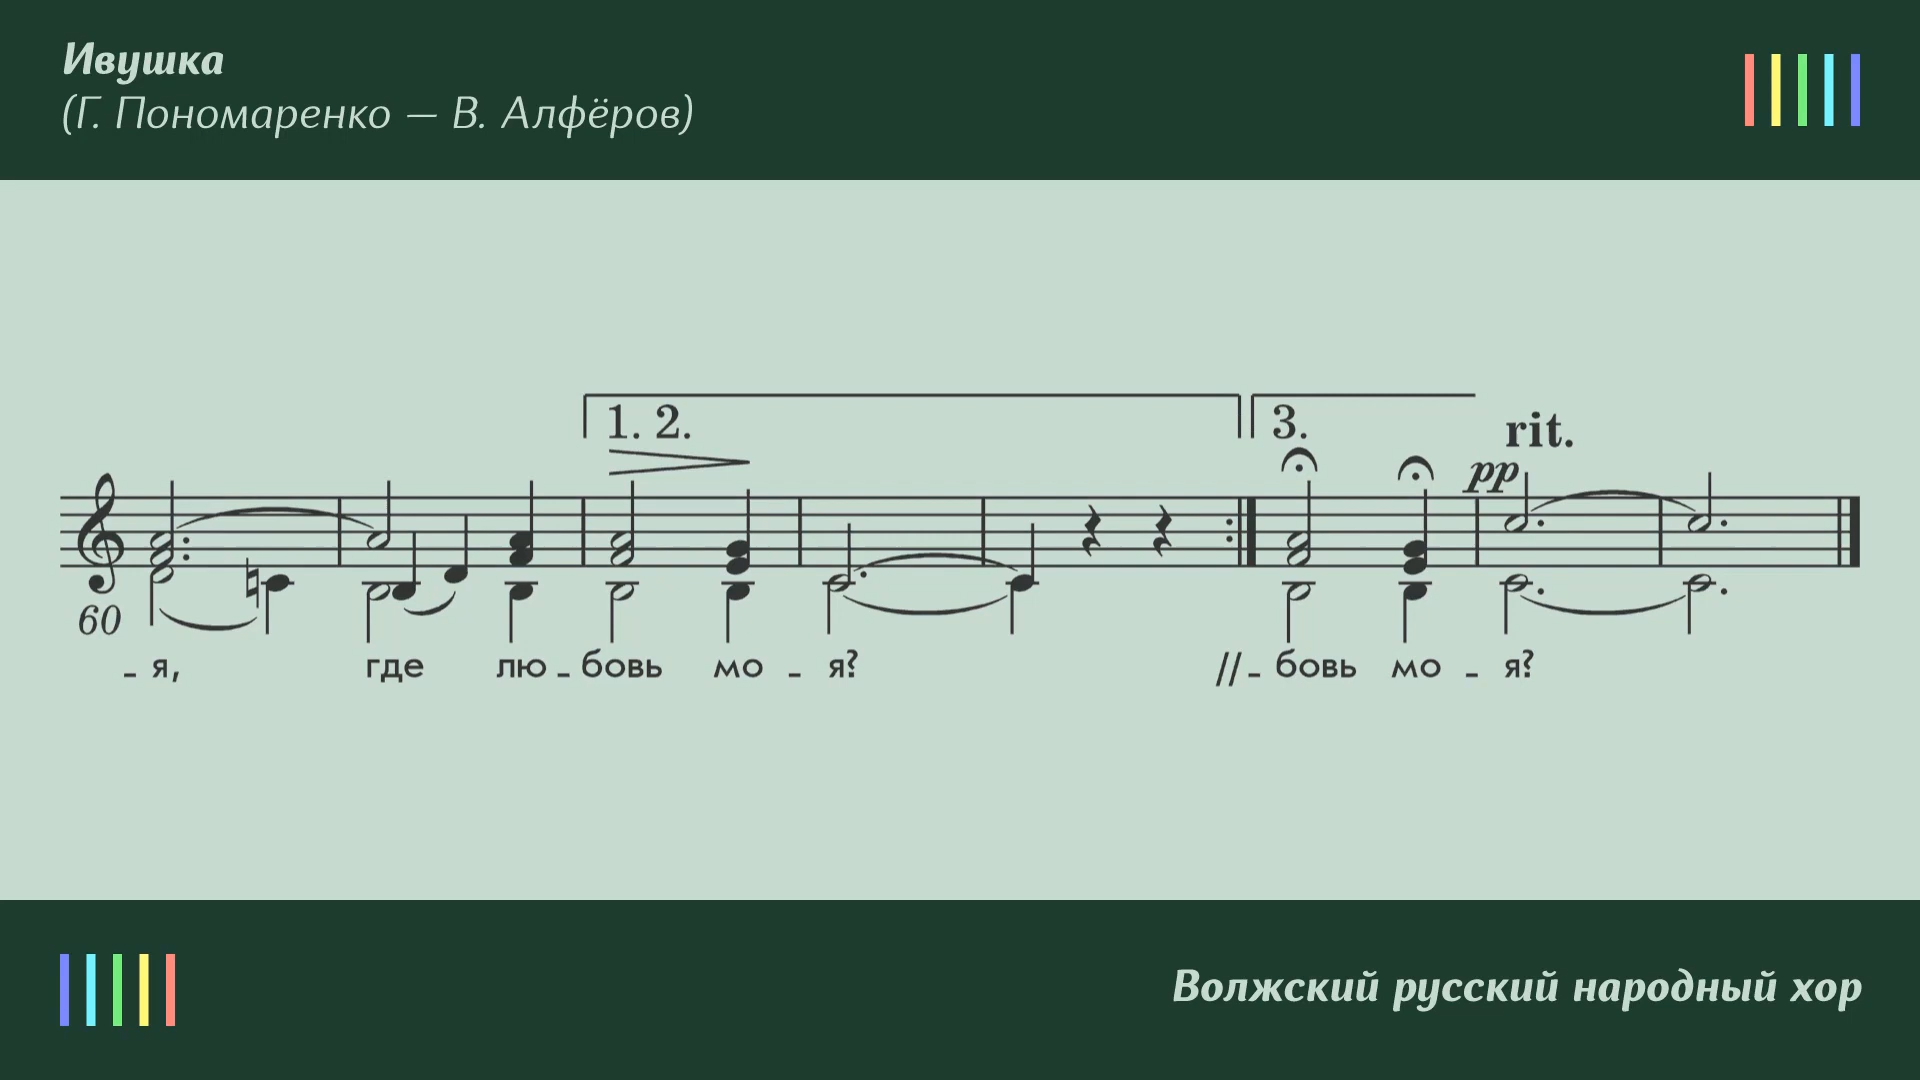 Ивушка
(Г. Пономаренко — В. Алфёров)
1. 2.
3.
rit.
pp
60
- я, где лю - бовь мо - я? // - бовь мо - я?
Волжский русский народный хор